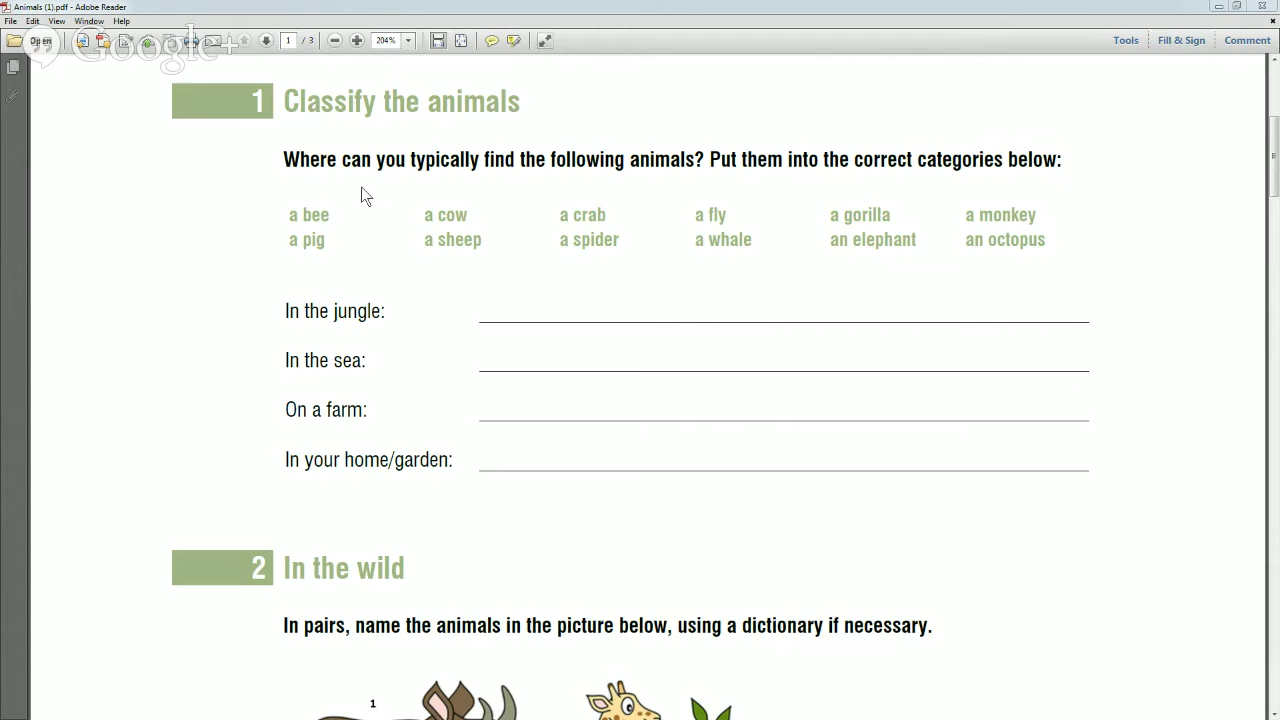 Animals (1).pdf - Adobe Reader
File Edit View Window Help
Open 1 / 3 204% Tools Fill & Sign Comment
Google+
1 Classify the animals
Where can you typically find the following animals? Put them into the correct categories below:
a bee a cow a crab a fly a gorilla a monkey
a pig a sheep a spider a whale an elephant an octopus
In the jungle:
In the sea:
On a farm:
In your home/garden:
2 In the wild
In pairs, name the animals in the picture below, using a dictionary if necessary.
1